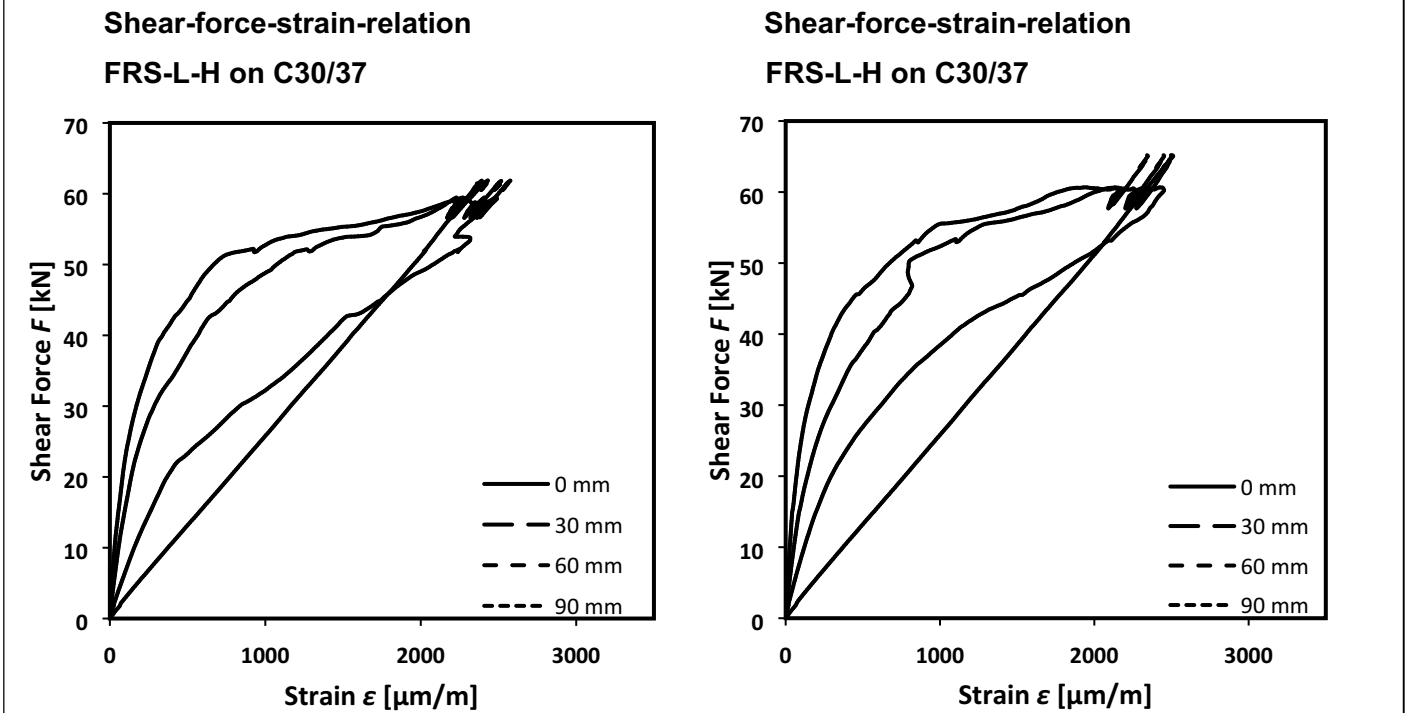 Shear-force-strain-relation
FRS-L-H on C30/37
70
60
50
40
30
20
10
0
Shear Force F [kN]
0 mm
30 mm
60 mm
90 mm
0 1000 2000 3000
Strain ε [µm/m]
Shear-force-strain-relation
FRS-L-H on C30/37
70
60
50
40
30
20
10
0
Shear Force F [kN]
0 mm
30 mm
60 mm
90 mm
0 1000 2000 3000
Strain ε [µm/m]